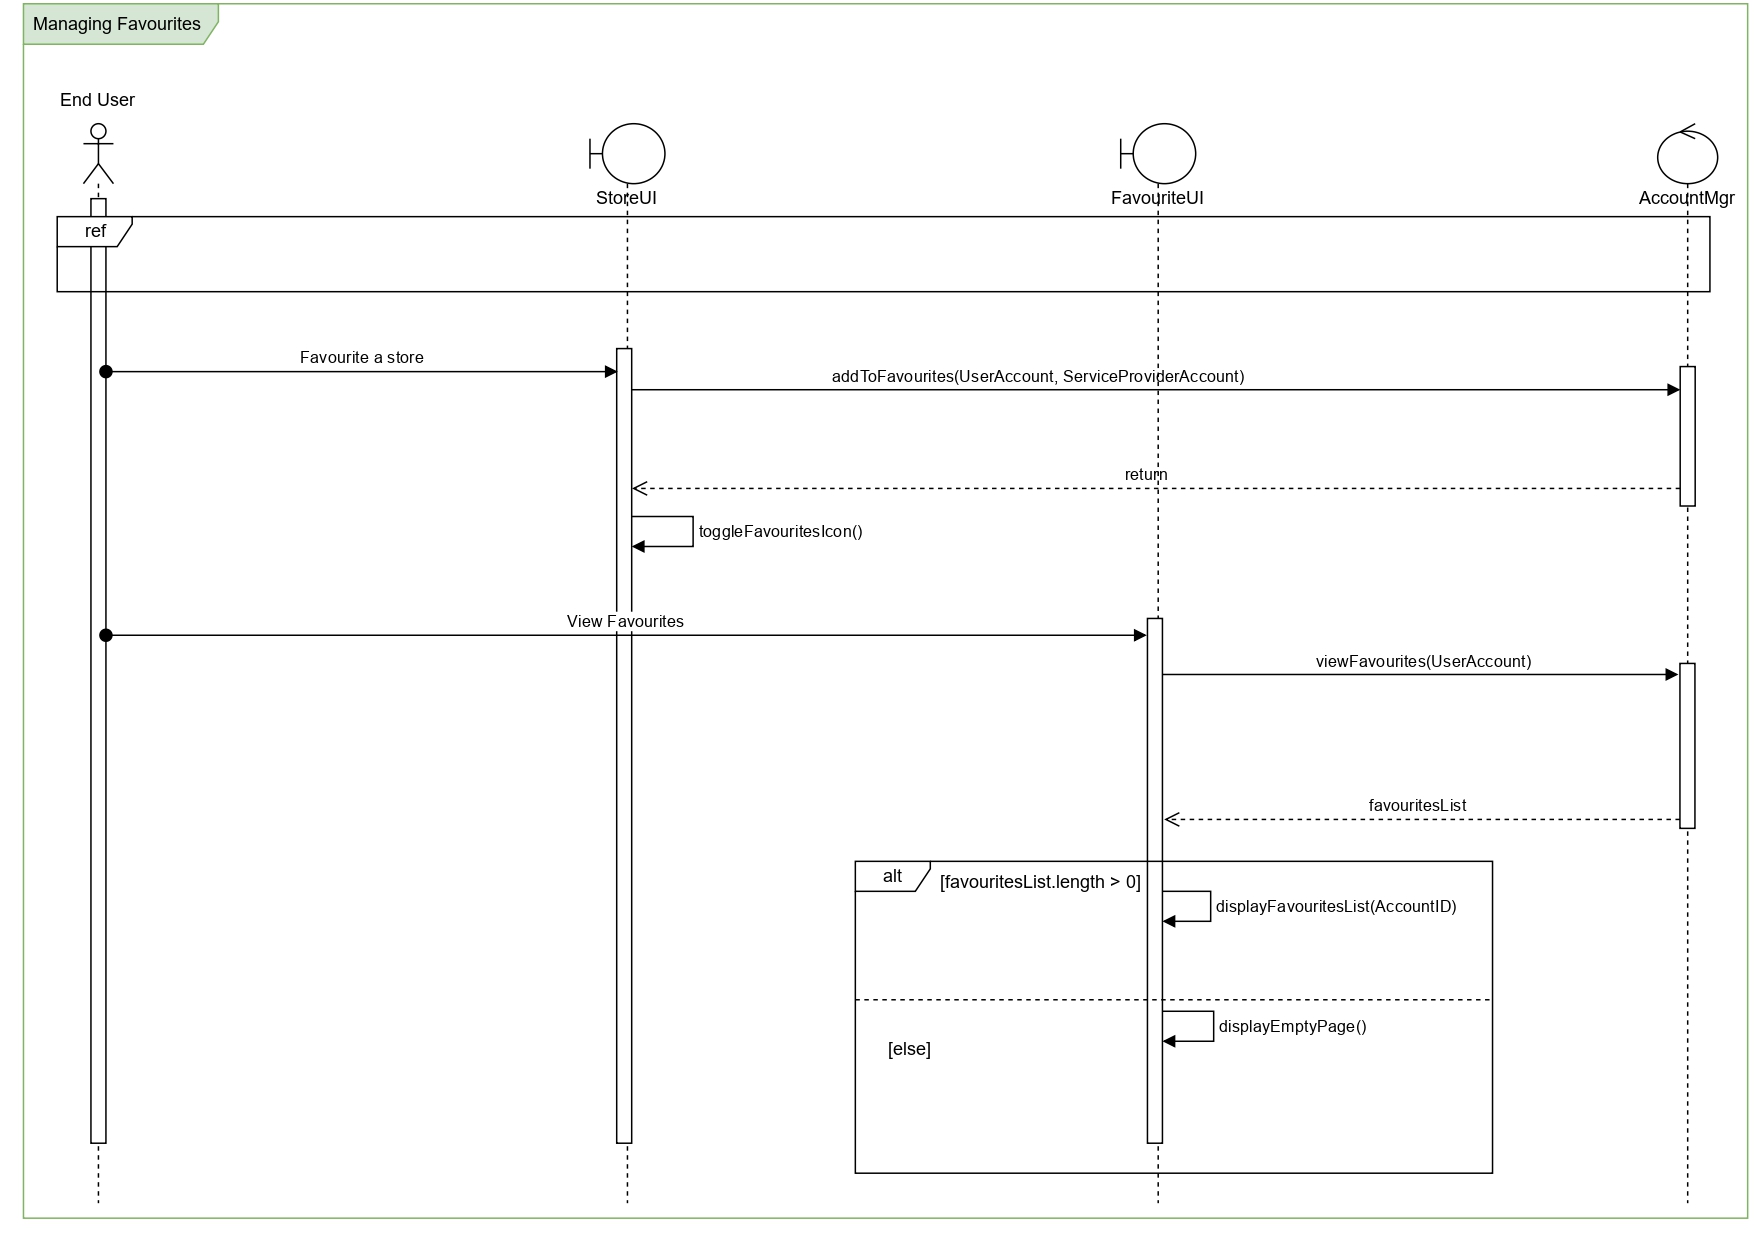 Managing Favourites
End User
StoreUI
FavouriteUI
AccountMgr
ref
Favourite a store
addToFavourites(UserAccount, ServiceProviderAccount)
return
toggleFavouritesIcon()
View Favourites
viewFavourites(UserAccount)
favouritesList
alt
[favouritesList.length > 0]
displayFavouritesList(AccountID)
displayEmptyPage()
[else]